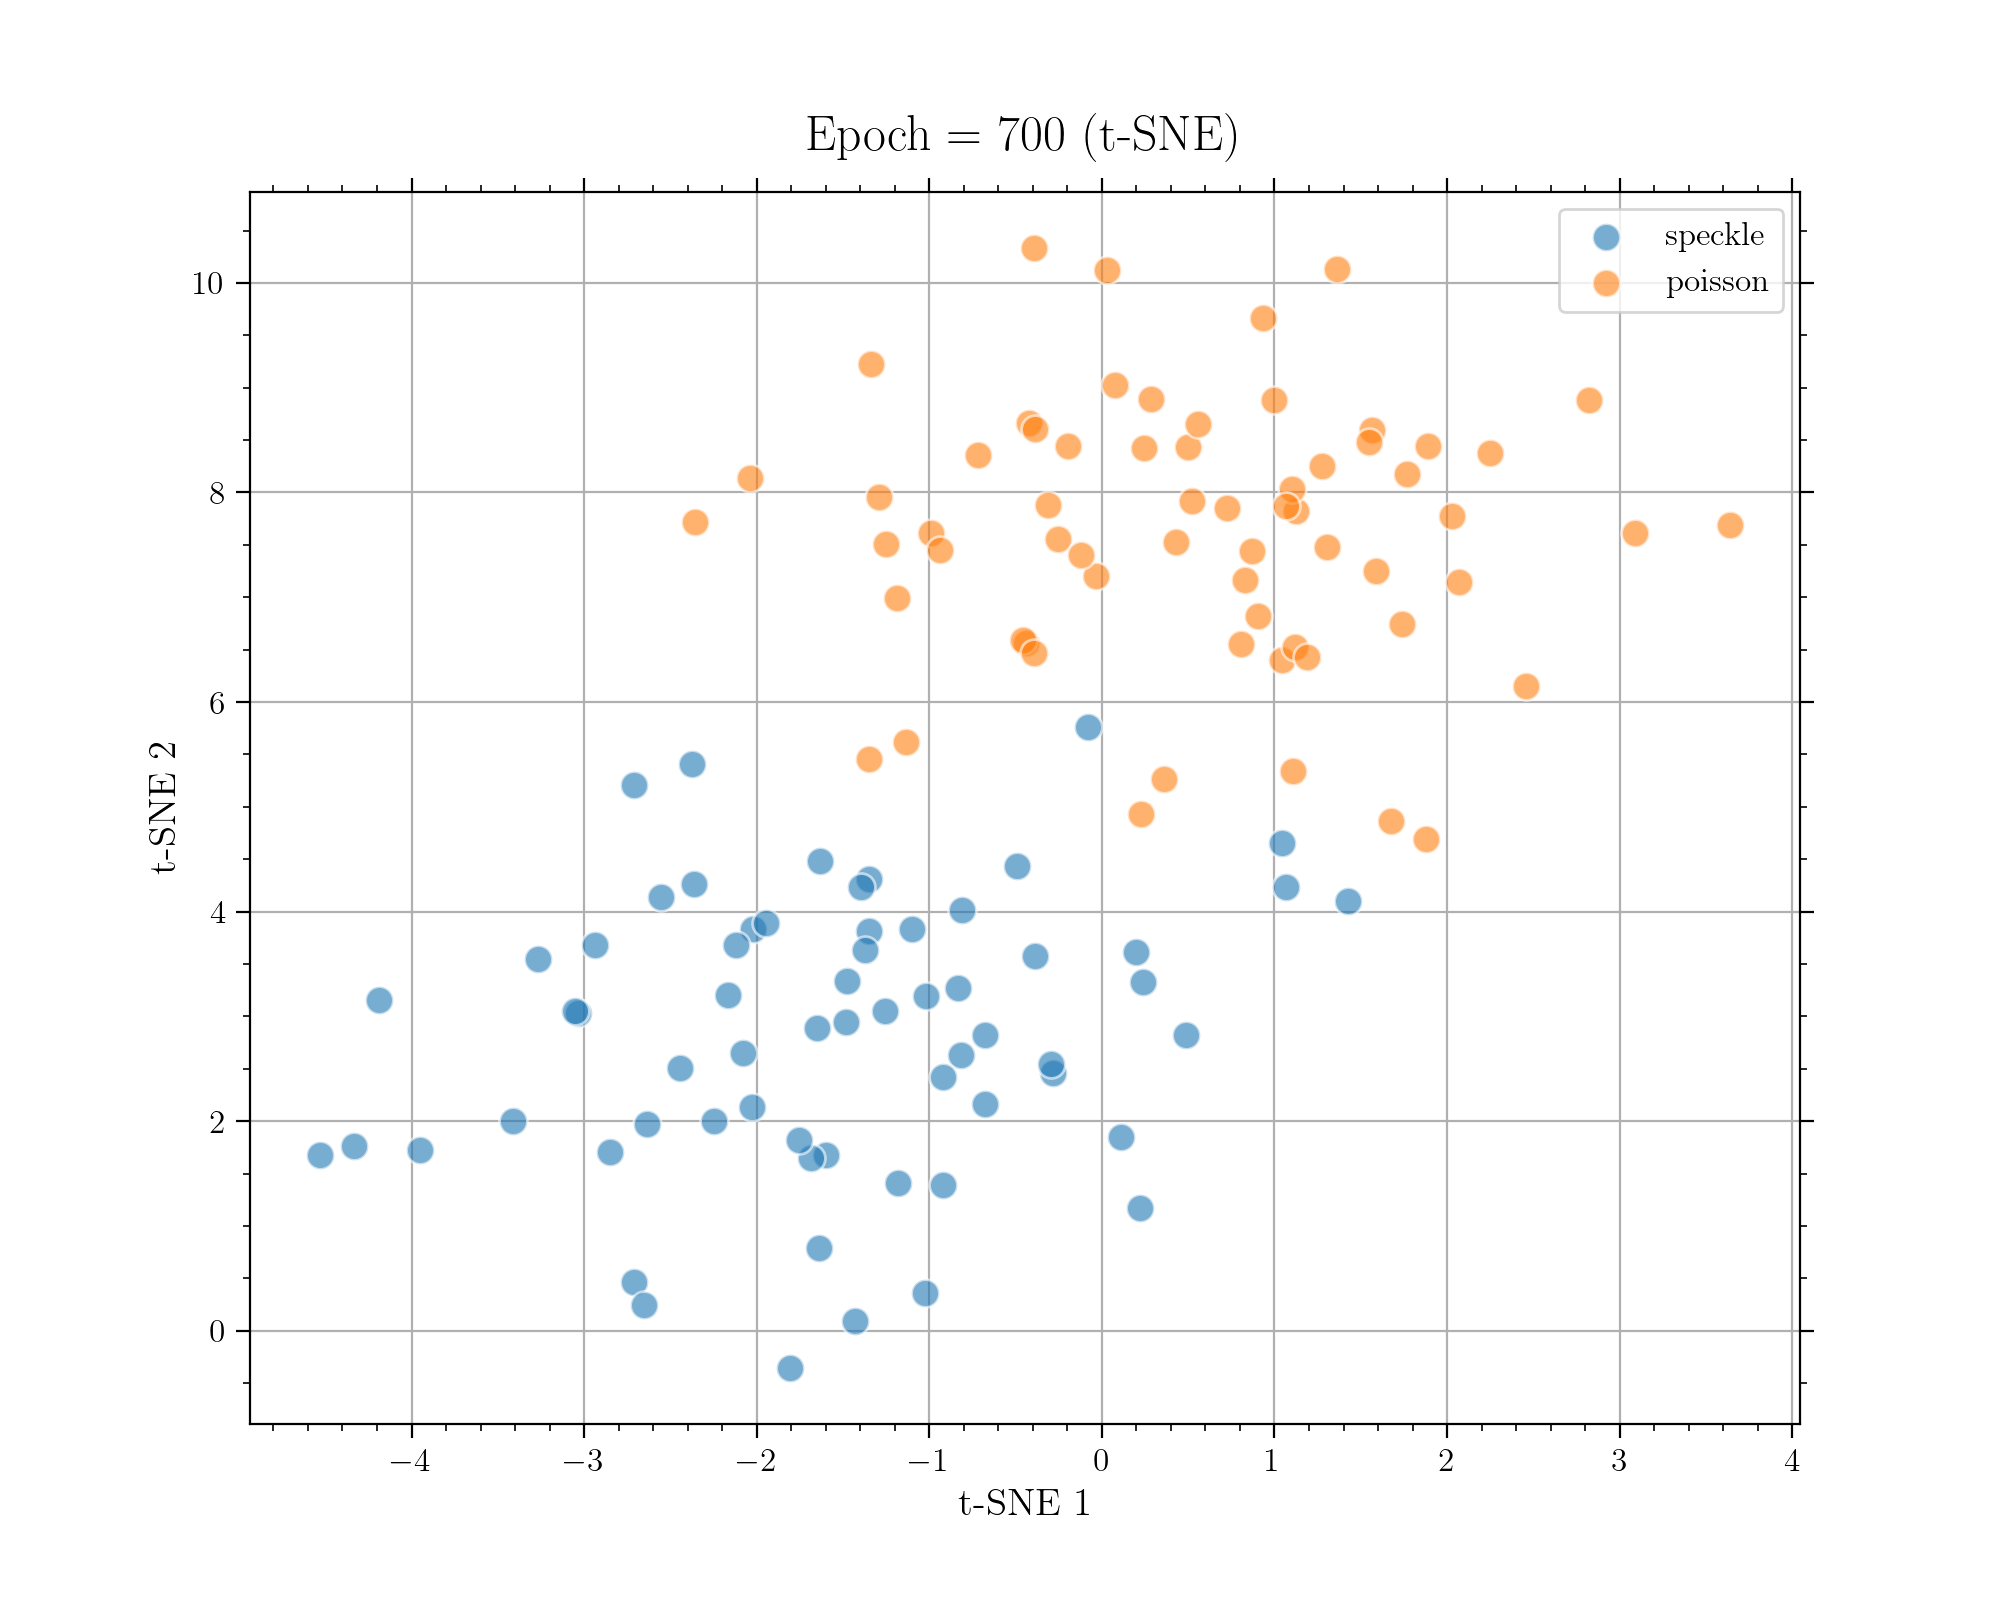 Epoch = 700 (t-SNE)
speckle
poisson
10
8
6
4
2
0
t-SNE 2
−4 −3 −2 −1 0 1 2 3 4
t-SNE 1